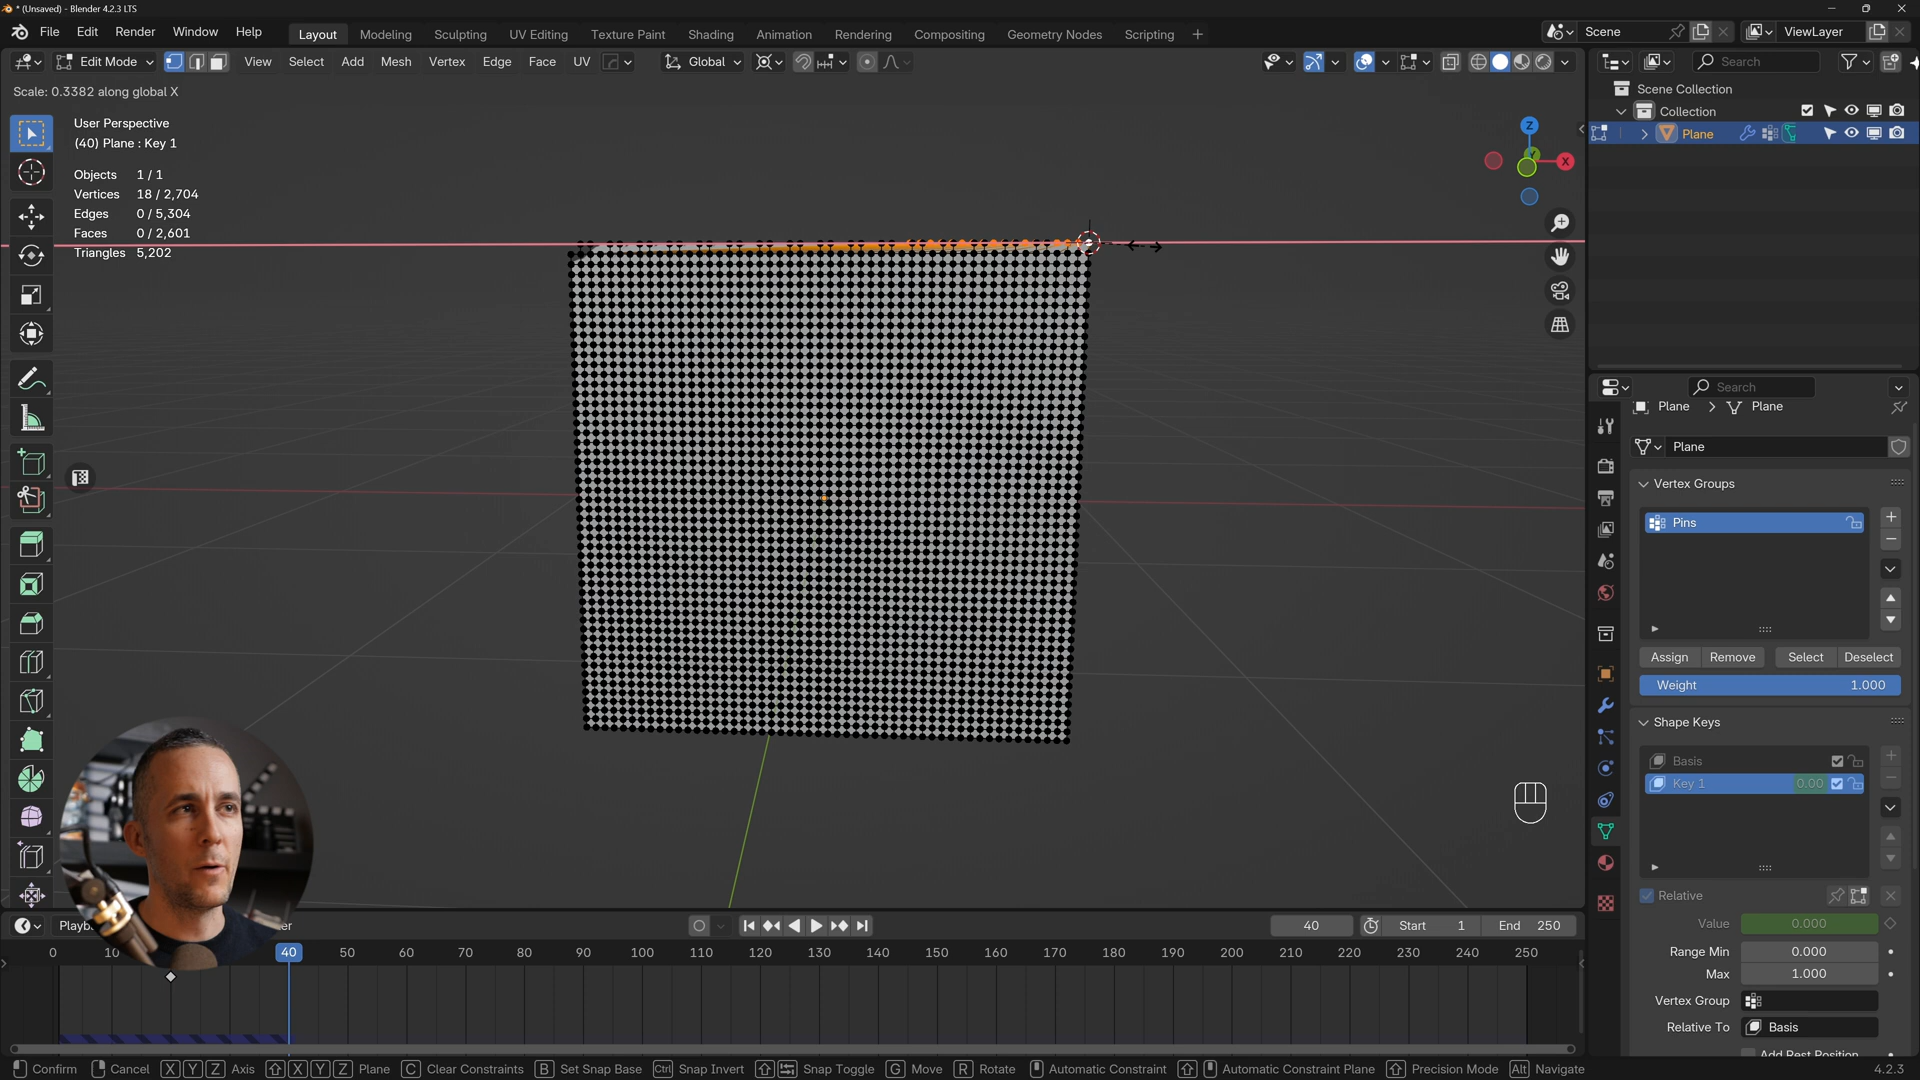 * (Unsaved) - Blender 4.2.3 LTS
File Edit Render Window Help Layout Modeling Sculpting UV Editing Texture Paint Shading Animation Rendering Compositing Geometry Nodes Scripting + Scene ViewLayer
Edit Mode View Select Add Mesh Vertex Edge Face UV Global Search
Scale: 0.3382 along global X
Scene Collection
Collection
Plane
User Perspective
(40) Plane : Key 1
Objects 1 / 1
Vertices 18 / 2,704
Edges 0 / 5,304
Faces 0 / 2,601
Triangles 5,202
Z
Y
X
Search
Plane > Plane
Plane
Vertex Groups
Pins
Assign Remove Select Deselect
Weight 1.000
Shape Keys
Basis
Key 1 0.00
Relative
Value 0.000
Range Min 0.000
Max 1.000
Vertex Group
Relative To Basis
Add Rest Position
40 Start 1 End 250
0 10 40 50 60 70 80 90 100 110 120 130 140 150 160 170 180 190 200 210 220 230 240 250
Confirm Cancel X Y Z Axis X Y Z Plane C Clear Constraints B Set Snap Base Ctrl Snap Invert Snap Toggle G Move R Rotate Automatic Constraint Automatic Constraint Plane Precision Mode Alt Navigate 4.2.3